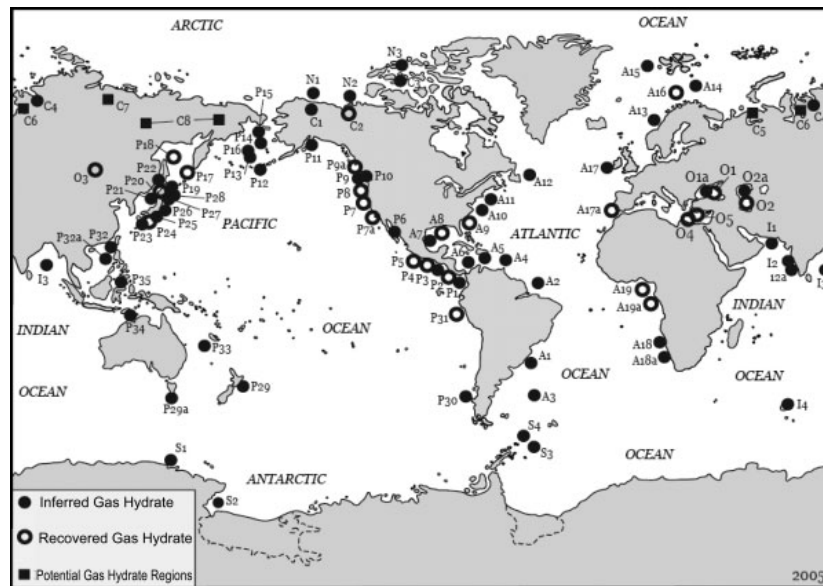 ARCTIC
OCEAN
N3
N1
N2
A15
A14
A16
P15
C4
C7
C6
C8
C1
C2
A13
C5
C6
C4
P14
P16
P18
P11
P13
P12
P9a
P9
P10
A12
A17
O3
P22
P17
P20
P19
P21
P28
P26
P27
P25
P24
P23
P8
P7
P7a
A11
A10
O1a
O1
O2a
O2
O5
O4
A17a
PACIFIC
P6
A8
A7
A9
ATLANTIC
P32
P32a
A6
A5
A4
I1
I2
12a
I3
P35
P5
P4
P3
P2
P1
A2
A19
A19a
INDIAN
INDIAN
P34
OCEAN
P31
P33
A18
A18a
OCEAN
P29
P29a
P30
A1
A3
OCEAN
OCEAN
I4
S4
S3
S1
S2
ANTARCTIC
OCEAN
Inferred Gas Hydrate
Recovered Gas Hydrate
Potential Gas Hydrate Regions
2005